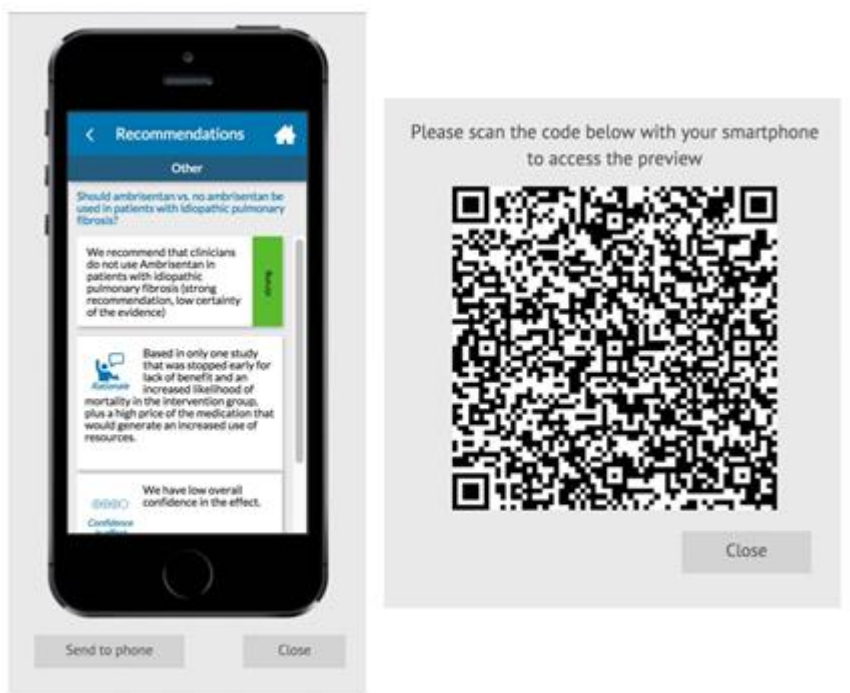 Recommendations
Other
Should ambrisentan vs. no ambrisentan be
used in patients with idiopathic pulmonary
fibrosis?
We recommend that clinicians
do not use Ambrisentan in
patients with idiopathic
pulmonary fibrosis (strong
recommendation, low certainty
of the evidence)
strong
Based in only one study
that was stopped early for
lack of benefit and an
Rationale
increased likelihood of
mortality in the intervention group,
plus a high price of the medication that
would generate an increased use of
resources.
We have low overall
confidence in the effect.
Confidence
Send to phone
Close
Please scan the code below with your smartphone
to access the preview
Close